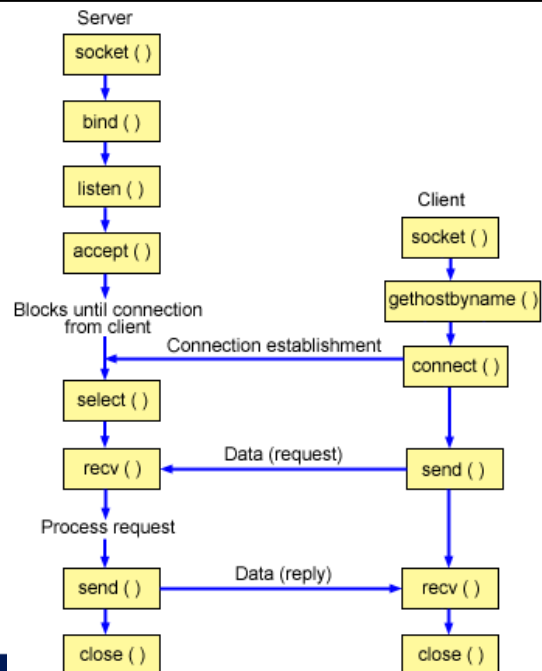 Server
socket ( )
bind ( )
listen ( )
accept ( )
Blocks until connection
from client
select ( )
recv ( )
Process request
send ( )
close ( )
Client
socket ( )
gethostbyname ( )
Connection establishment
connect ( )
Data (request)
send ( )
Data (reply)
recv ( )
close ( )